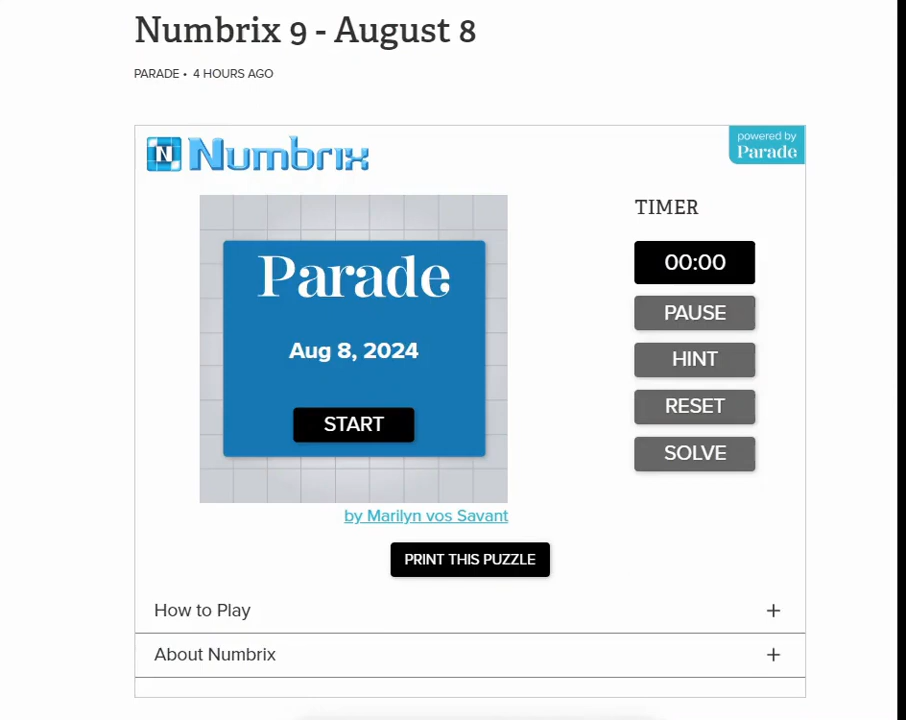 Numbrix 9 - August 8
PARADE • 4 HOURS AGO
N Numbrix
powered by
Parade
TIMER
Parade
00:00
PAUSE
Aug 8, 2024
HINT
RESET
START
SOLVE
by Marilyn vos Savant
PRINT THIS PUZZLE
How to Play +
About Numbrix +